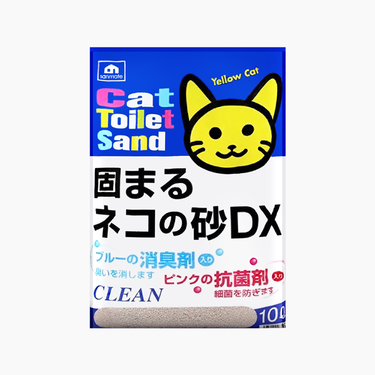 sanmate
Cat
Toilet
Sand
Yellow Cat
固まる
ネコの砂DX
ブルーの消臭剤入り
臭いを消します
ピンクの抗菌剤入り
細菌を防ぎます
CLEAN
10ℓ